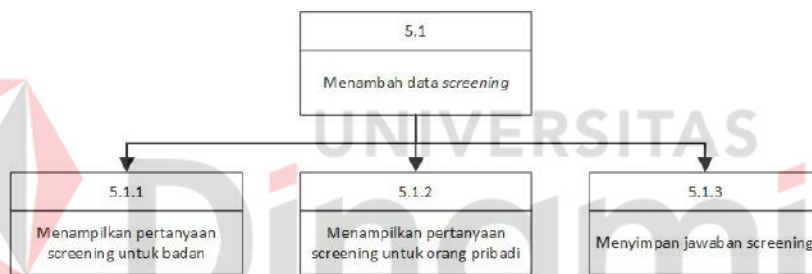 5.1
Menambah data screening
UNIVERSITAS
Dinami
5.1.1
5.1.2
5.1.3
Menampilkan pertanyaan
screening untuk badan
Menampilkan pertanyaan
screening untuk orang pribadi
Menyimpan jawaban screening